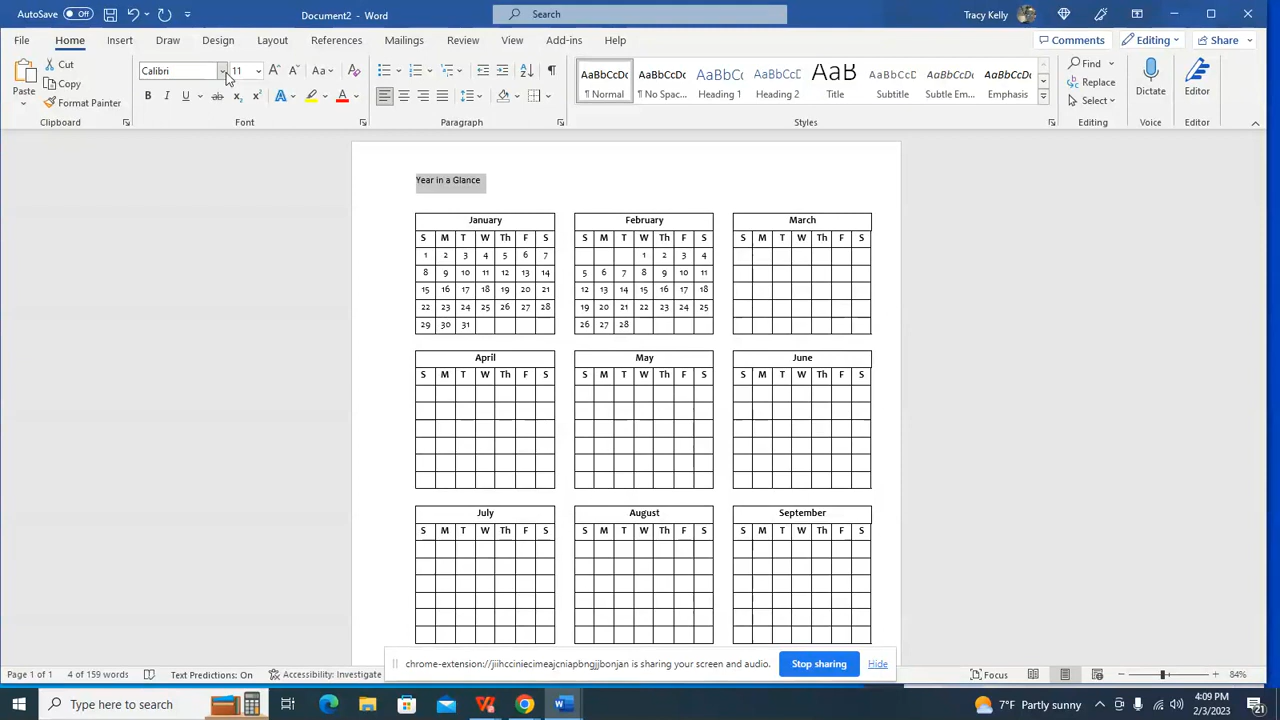 AutoSave Off Document2 - Word Search Tracy Kelly
File Home Insert Draw Design Layout References Mailings Review View Add-ins Help Comments Editing Share
Paste Cut Copy Format Painter Clipboard
Calibri 11 Aa A
B I U ab x₂ x² A A Font
Paragraph
AaBbCcDc AaBbCcDc AaBbCc AaBbCcD AaB AaBbCcD AaBbCcDc AaBbCcDc
¶ Normal ¶ No Spac... Heading 1 Heading 2 Title Subtitle Subtle Em... Emphasis
Styles
Find Replace Select Editing
Dictate Voice
Editor Editor
Year in a Glance
January February March
S M T W Th F S S M T W Th F S S M T W Th F S
1 2 3 4 5 6 7 1 2 3 4
8 9 10 11 12 13 14 5 6 7 8 9 10 11
15 16 17 18 19 20 21 12 13 14 15 16 17 18
22 23 24 25 26 27 28 19 20 21 22 23 24 25
29 30 31 26 27 28
April May June
S M T W Th F S S M T W Th F S S M T W Th F S
July August September
S M T W Th F S S M T W Th F S S M T W Th F S
chrome-extension://jiihcciniecimeajcniapbngjjbonjan is sharing your screen and audio. Stop sharing Hide
Page 1 of 1 4 of 159 words Text Predictions: On Accessibility: Investigate Focus 84%
Type here to search 7°F Partly sunny 4:09 PM
2/3/2023 21